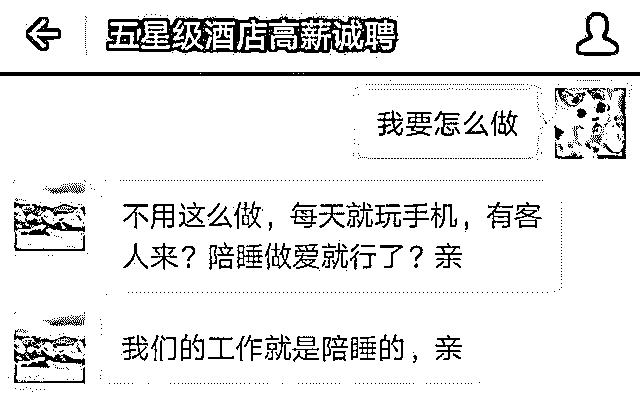 五星级酒店高薪诚聘
我要怎么做
不用这么做，每天就玩手机，有客
人来？陪睡做爱就行了？亲
我们的工作就是陪睡的，亲